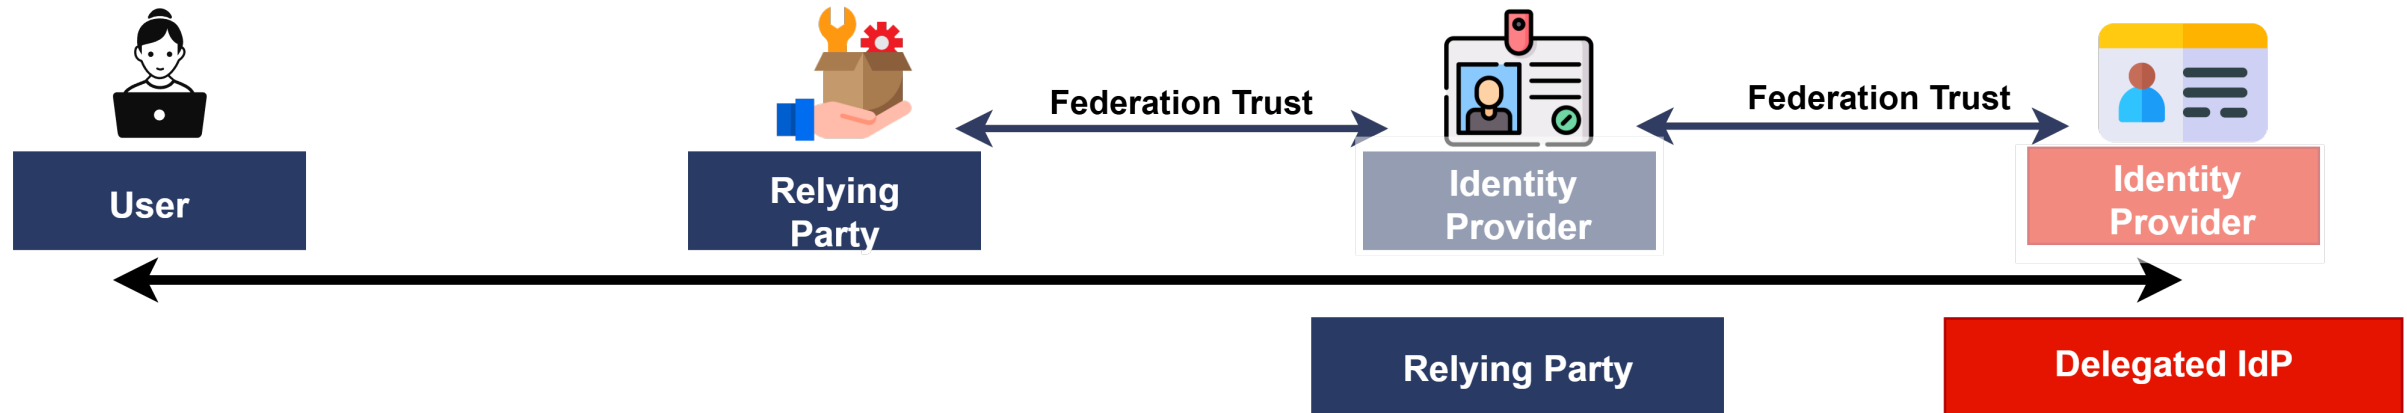 Federation Trust
Federation Trust
User
Relying
Party
Identity
Provider
Identity
Provider
Relying Party
Delegated IdP